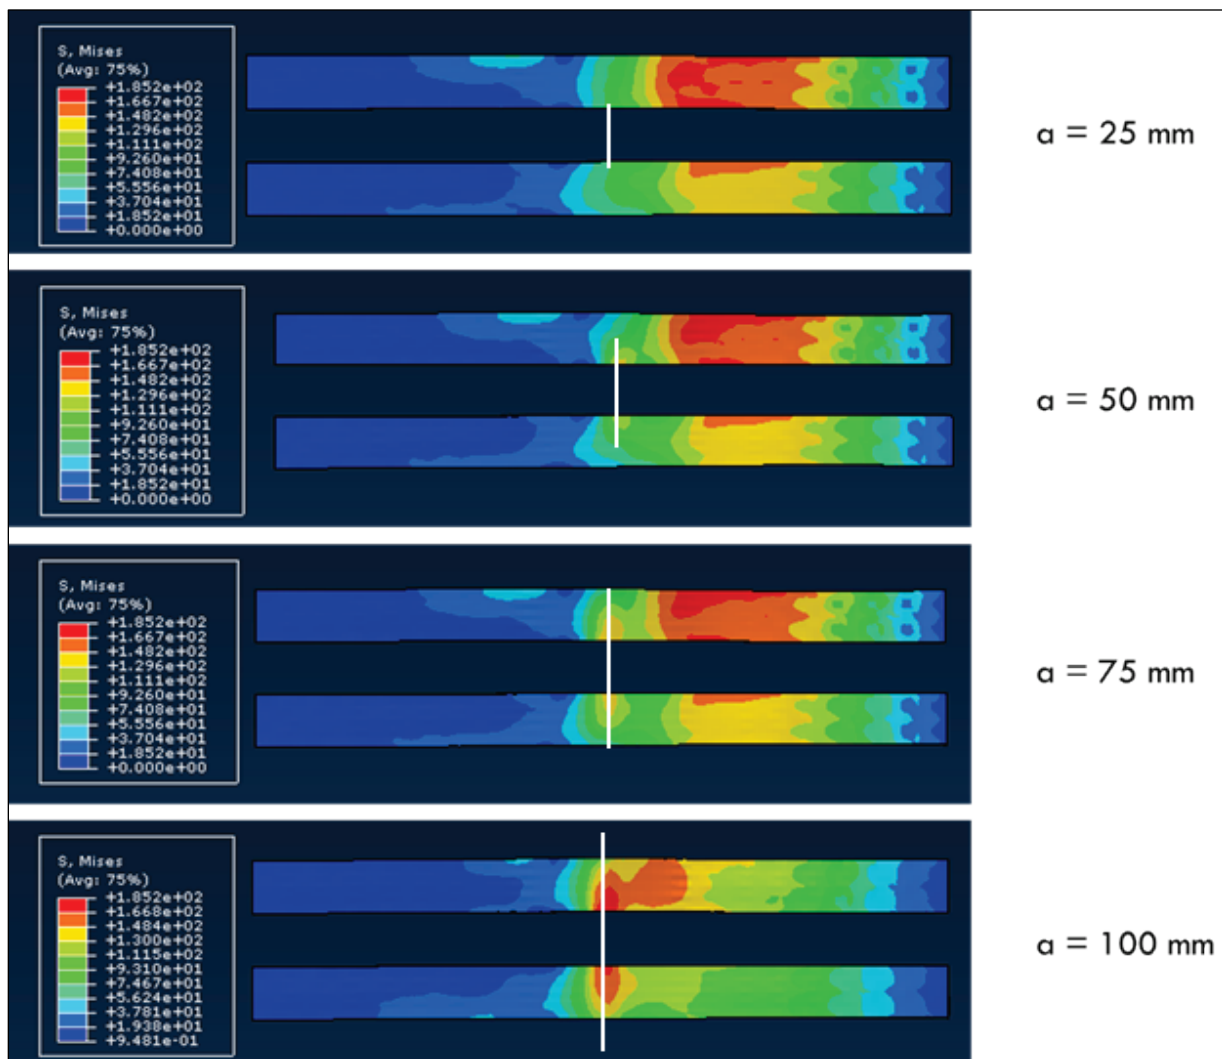 S, Mises
(Avg: 75%)
+1.852e+02
+1.667e+02
+1.482e+02
+1.296e+02
+1.111e+02
+9.260e+01
+7.408e+01
+5.556e+01
+3.704e+01
+1.852e+01
+0.000e+00
a = 25 mm
S, Mises
(Avg: 75%)
+1.852e+02
+1.667e+02
+1.482e+02
+1.296e+02
+1.111e+02
+9.260e+01
+7.408e+01
+5.556e+01
+3.704e+01
+1.852e+01
+0.000e+00
a = 50 mm
S, Mises
(Avg: 75%)
+1.852e+02
+1.667e+02
+1.482e+02
+1.296e+02
+1.111e+02
+9.260e+01
+7.408e+01
+5.556e+01
+3.704e+01
+1.852e+01
+0.000e+00
a = 75 mm
S, Mises
(Avg: 75%)
+1.852e+02
+1.668e+02
+1.484e+02
+1.300e+02
+1.115e+02
+9.310e+01
+7.467e+01
+5.624e+01
+3.781e+01
+1.938e+01
+9.481e-01
a = 100 mm